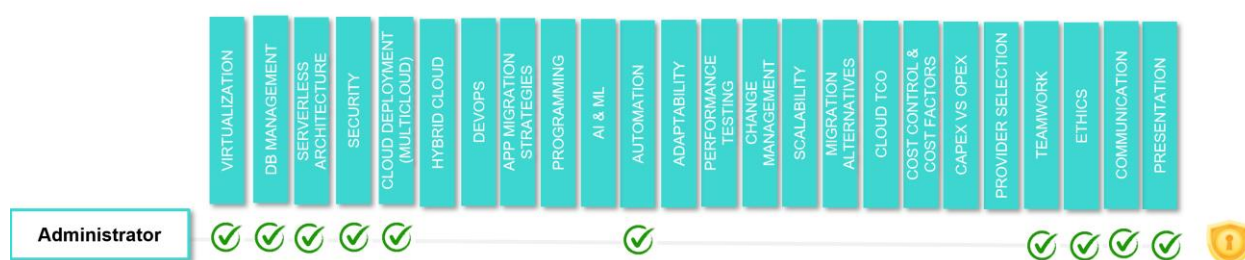 VIRTUALIZATION
DB MANAGEMENT
SERVERLESS
ARCHITECTURE
SECURITY
CLOUD DEPLOYMENT
(MULTICLOUD)
HYBRID CLOUD
DEVOPS
APP MIGRATION
STRATEGIES
PROGRAMMING
AI & ML
AUTOMATION
ADAPTABILITY
PERFORMANCE
TESTING
CHANGE
MANAGEMENT
SCALABILITY
MIGRATION
ALTERNATIVES
CLOUD TCO
COST CONTROL &
COST FACTORS
CAPEX VS OPEX
PROVIDER SELECTION
TEAMWORK
ETHICS
COMMUNICATION
PRESENTATION
Administrator